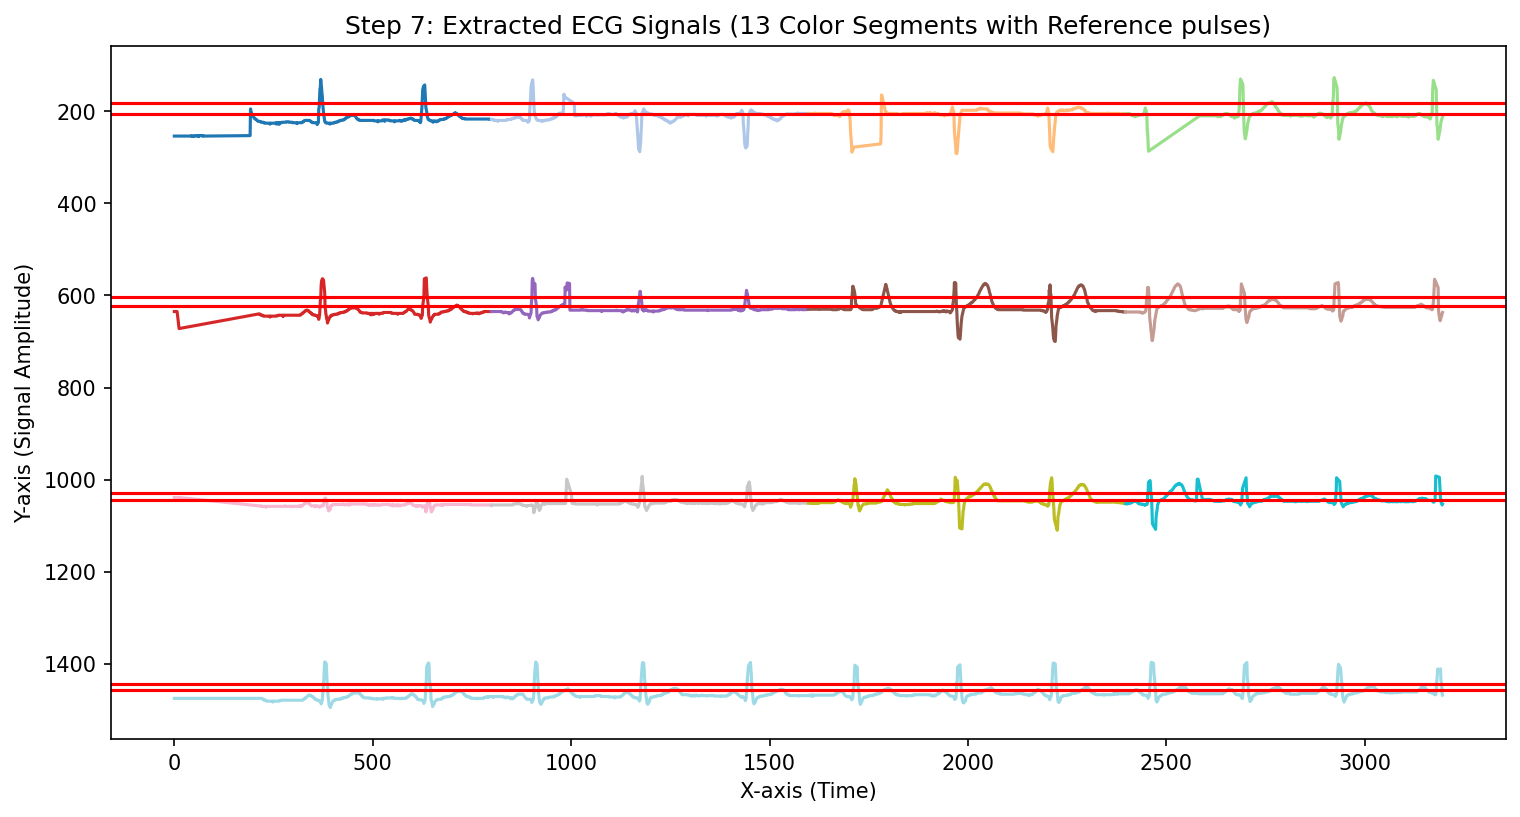 Step 7: Extracted ECG Signals (13 Color Segments with Reference pulses)
Y-axis (Signal Amplitude)
200
400
600
800
1000
1200
1400
0 500 1000 1500 2000 2500 3000
X-axis (Time)